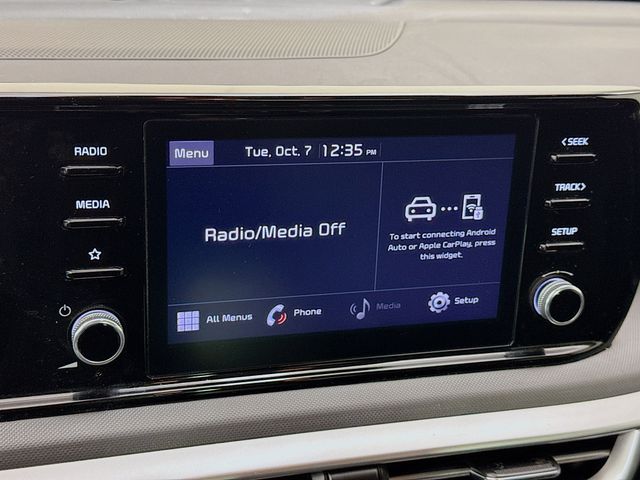 RADIO
MEDIA
Menu
Tue, Oct. 7 12:35 PM
Radio/Media Off
To start connecting Android
Auto or Apple CarPlay, press
this widget.
All Menus
Phone
Media
Setup
<SEEK
TRACK>
SETUP